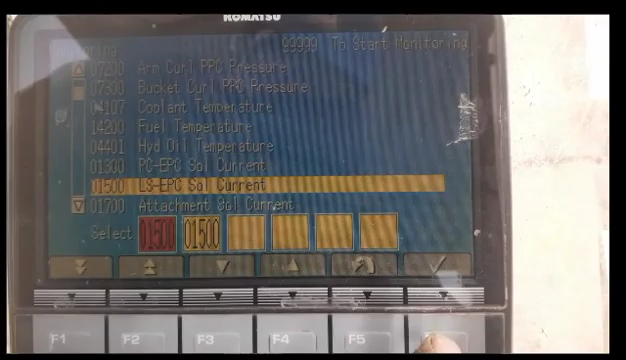 KOMATSU
Monitoring 99999 To Start Monitoring
07200 Arm Curl PPC Pressure
07300 Bucket Curl PPC Pressure
04107 Coolant Temperature
14200 Fuel Temperature
04401 Hyd Oil Temperature
01300 PC-EPC Sol Current
01500 LS-EPC Sol Current
01700 Attachment Sol Current
Select 01500 01500
F1 F2 F3 F4 F5